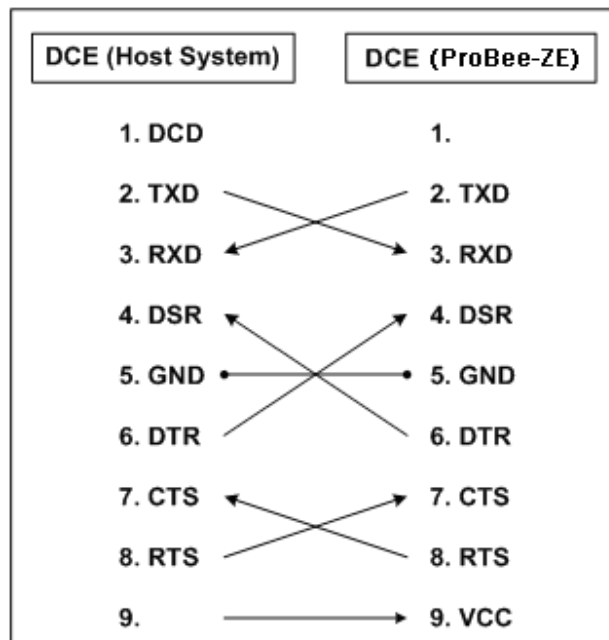 DCE (Host System) DCE (ProBee-ZE)
1. DCD 1.
2. TXD 2. TXD
3. RXD 3. RXD
4. DSR 4. DSR
5. GND 5. GND
6. DTR 6. DTR
7. CTS 7. CTS
8. RTS 8. RTS
9. 9. VCC